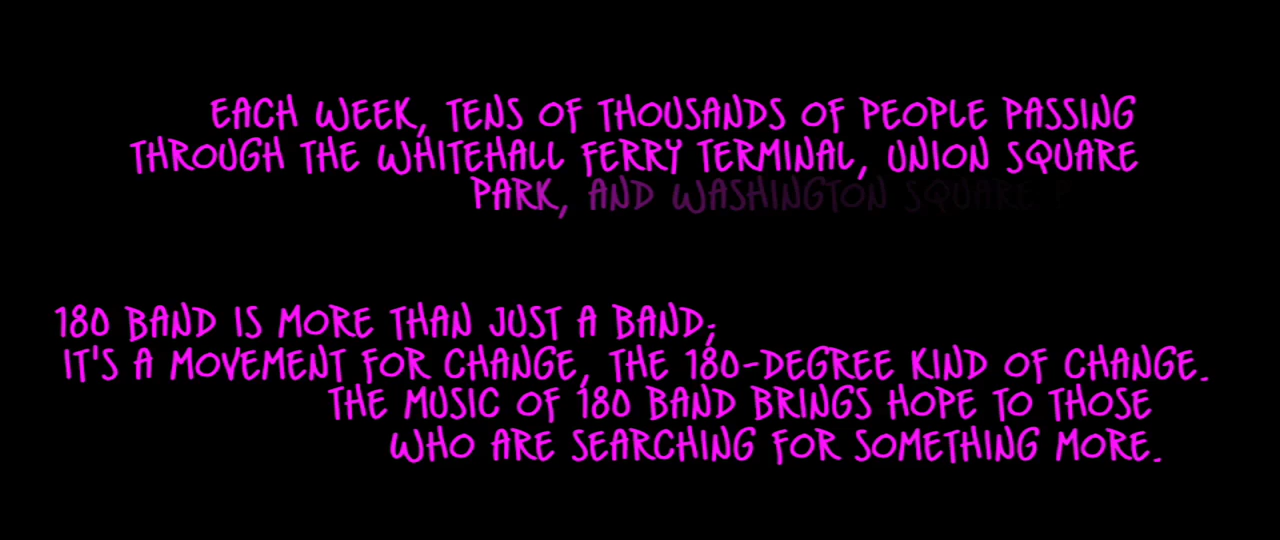 EACH WEEK, TENS OF THOUSANDS OF PEOPLE PASSING
THROUGH THE WHITEHALL FERRY TERMINAL, UNION SQUARE
PARK, AND WASHINGTON SQUARE P
180 BAND IS MORE THAN JUST A BAND;
IT'S A MOVEMENT FOR CHANGE, THE 180-DEGREE KIND OF CHANGE.
THE MUSIC OF 180 BAND BRINGS HOPE TO THOSE
WHO ARE SEARCHING FOR SOMETHING MORE.